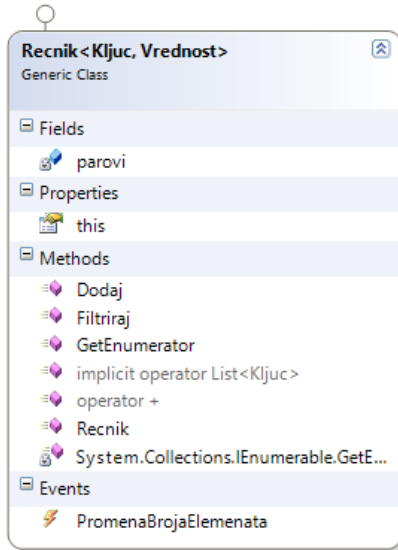 Recnik<Kljuc, Vrednost>
Generic Class
Fields
parovi
Properties
this
Methods
Dodaj
Filtriraj
GetEnumerator
implicit operator List<Kljuc>
operator +
Recnik
System.Collections.IEnumerable.GetE...
Events
PromenaBrojaElemenata